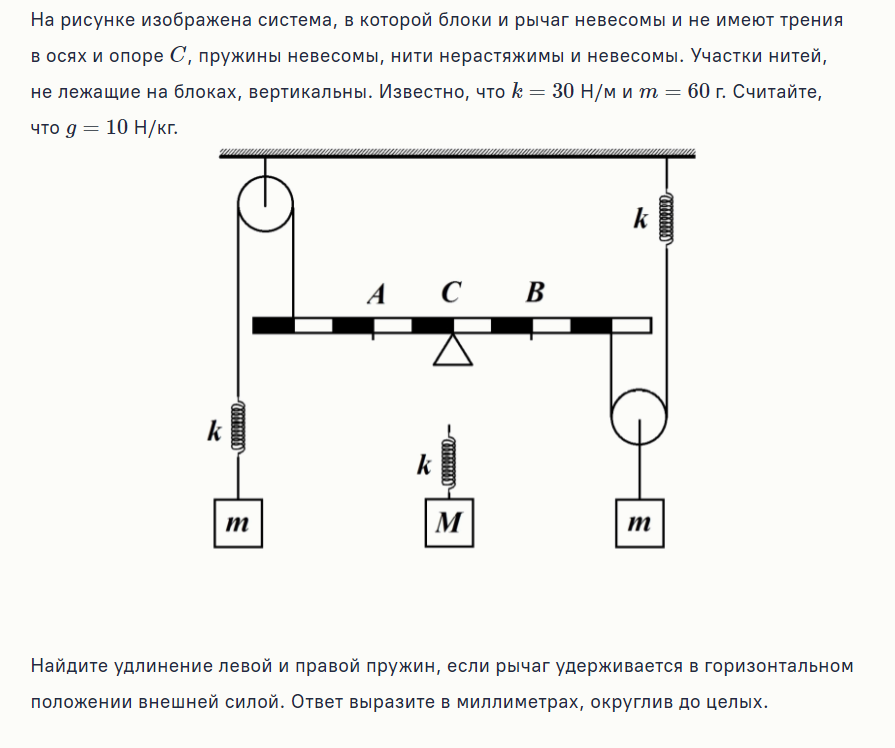 На рисунке изображена система, в которой блоки и рычаг невесомы и не имеют трения
в осях и опоре C, пружины невесомы, нити нерастяжимы и невесомы. Участки нитей,
не лежащие на блоках, вертикальны. Известно, что k = 30 Н/м и m = 60 г. Считайте,
что g = 10 Н/кг.
k
A C B
k
k
m M m
Найдите удлинение левой и правой пружин, если рычаг удерживается в горизонтальном
положении внешней силой. Ответ выразите в миллиметрах, округлив до целых.